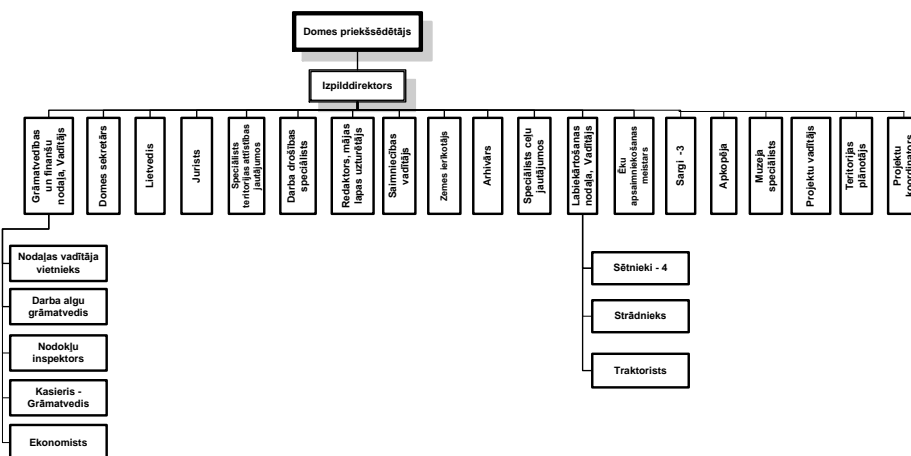 Domes priekšsēdētājs
Izpilddirektors
Grāmatvedības
un finanšu
nodaļa, Vadītājs
Domes sekretārs
Lietvedis
Jurists
Speciālists
teritorijas attīstības
jautājumos
Darba drošības
speciālists
Redaktors, mājas
lapas uzturētājs
Saimniecības
vadītājs
Zemes ierīkotājs
Arhivārs
Speciālists ceļu
jautājumos
Labiekārtošanas
nodaļa, Vadītājs
Ēku
apsaimniekošanas
meistars
Sargi -3
Apkopēja
Muzeja
speciālists
Projektu vadītājs
Teritorijas
plānotājs
Projektu
koordinators
Nodaļas vadītāja
vietnieks
Darba algu
grāmatvedis
Nodokļu
inspektors
Kasieris -
Grāmatvedis
Ekonomists
Sētnieki - 4
Strādnieks
Traktorists